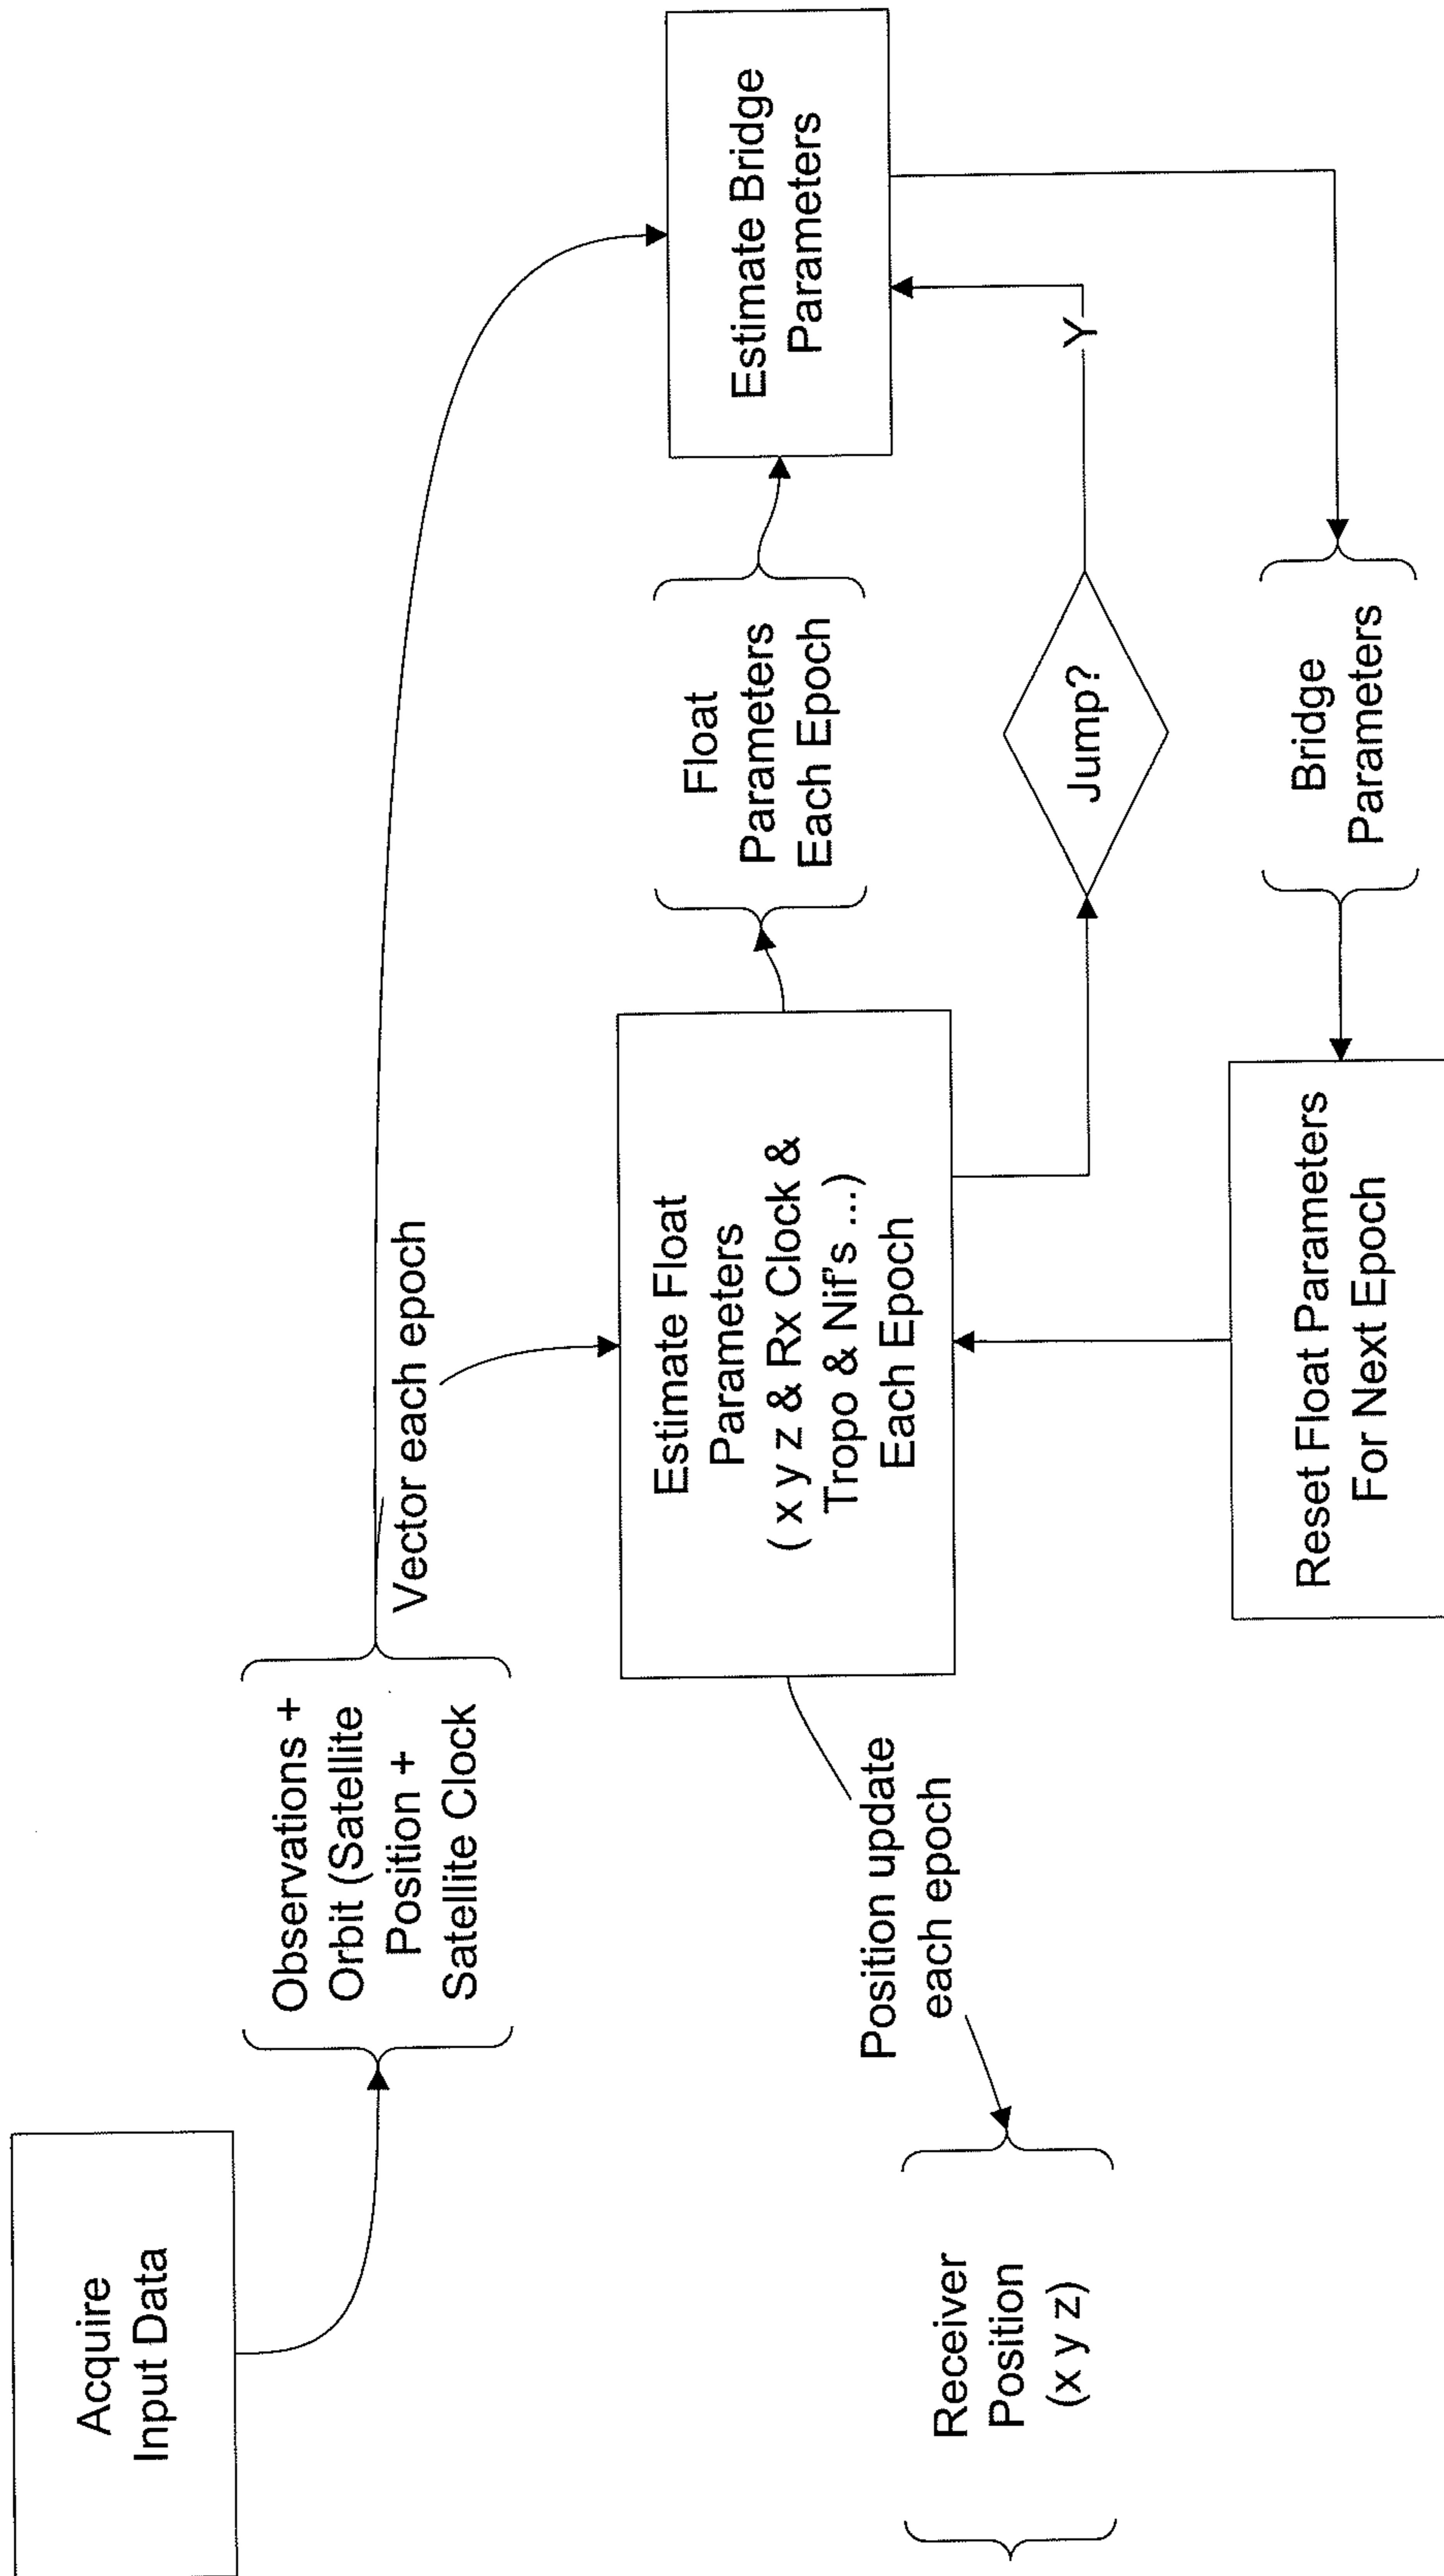 Acquire
Input Data
Observations +
Orbit (Satellite
Position +
Satellite Clock
Vector each epoch
Estimate Float
Parameters
( x y z & Rx Clock &
Tropo & Nif's ...)
Each Epoch
Float
Parameters
Each Epoch
Estimate Bridge
Parameters
Jump?
Y
Bridge
Parameters
Reset Float Parameters
For Next Epoch
Position update
each epoch
Receiver
Position
(x y z)